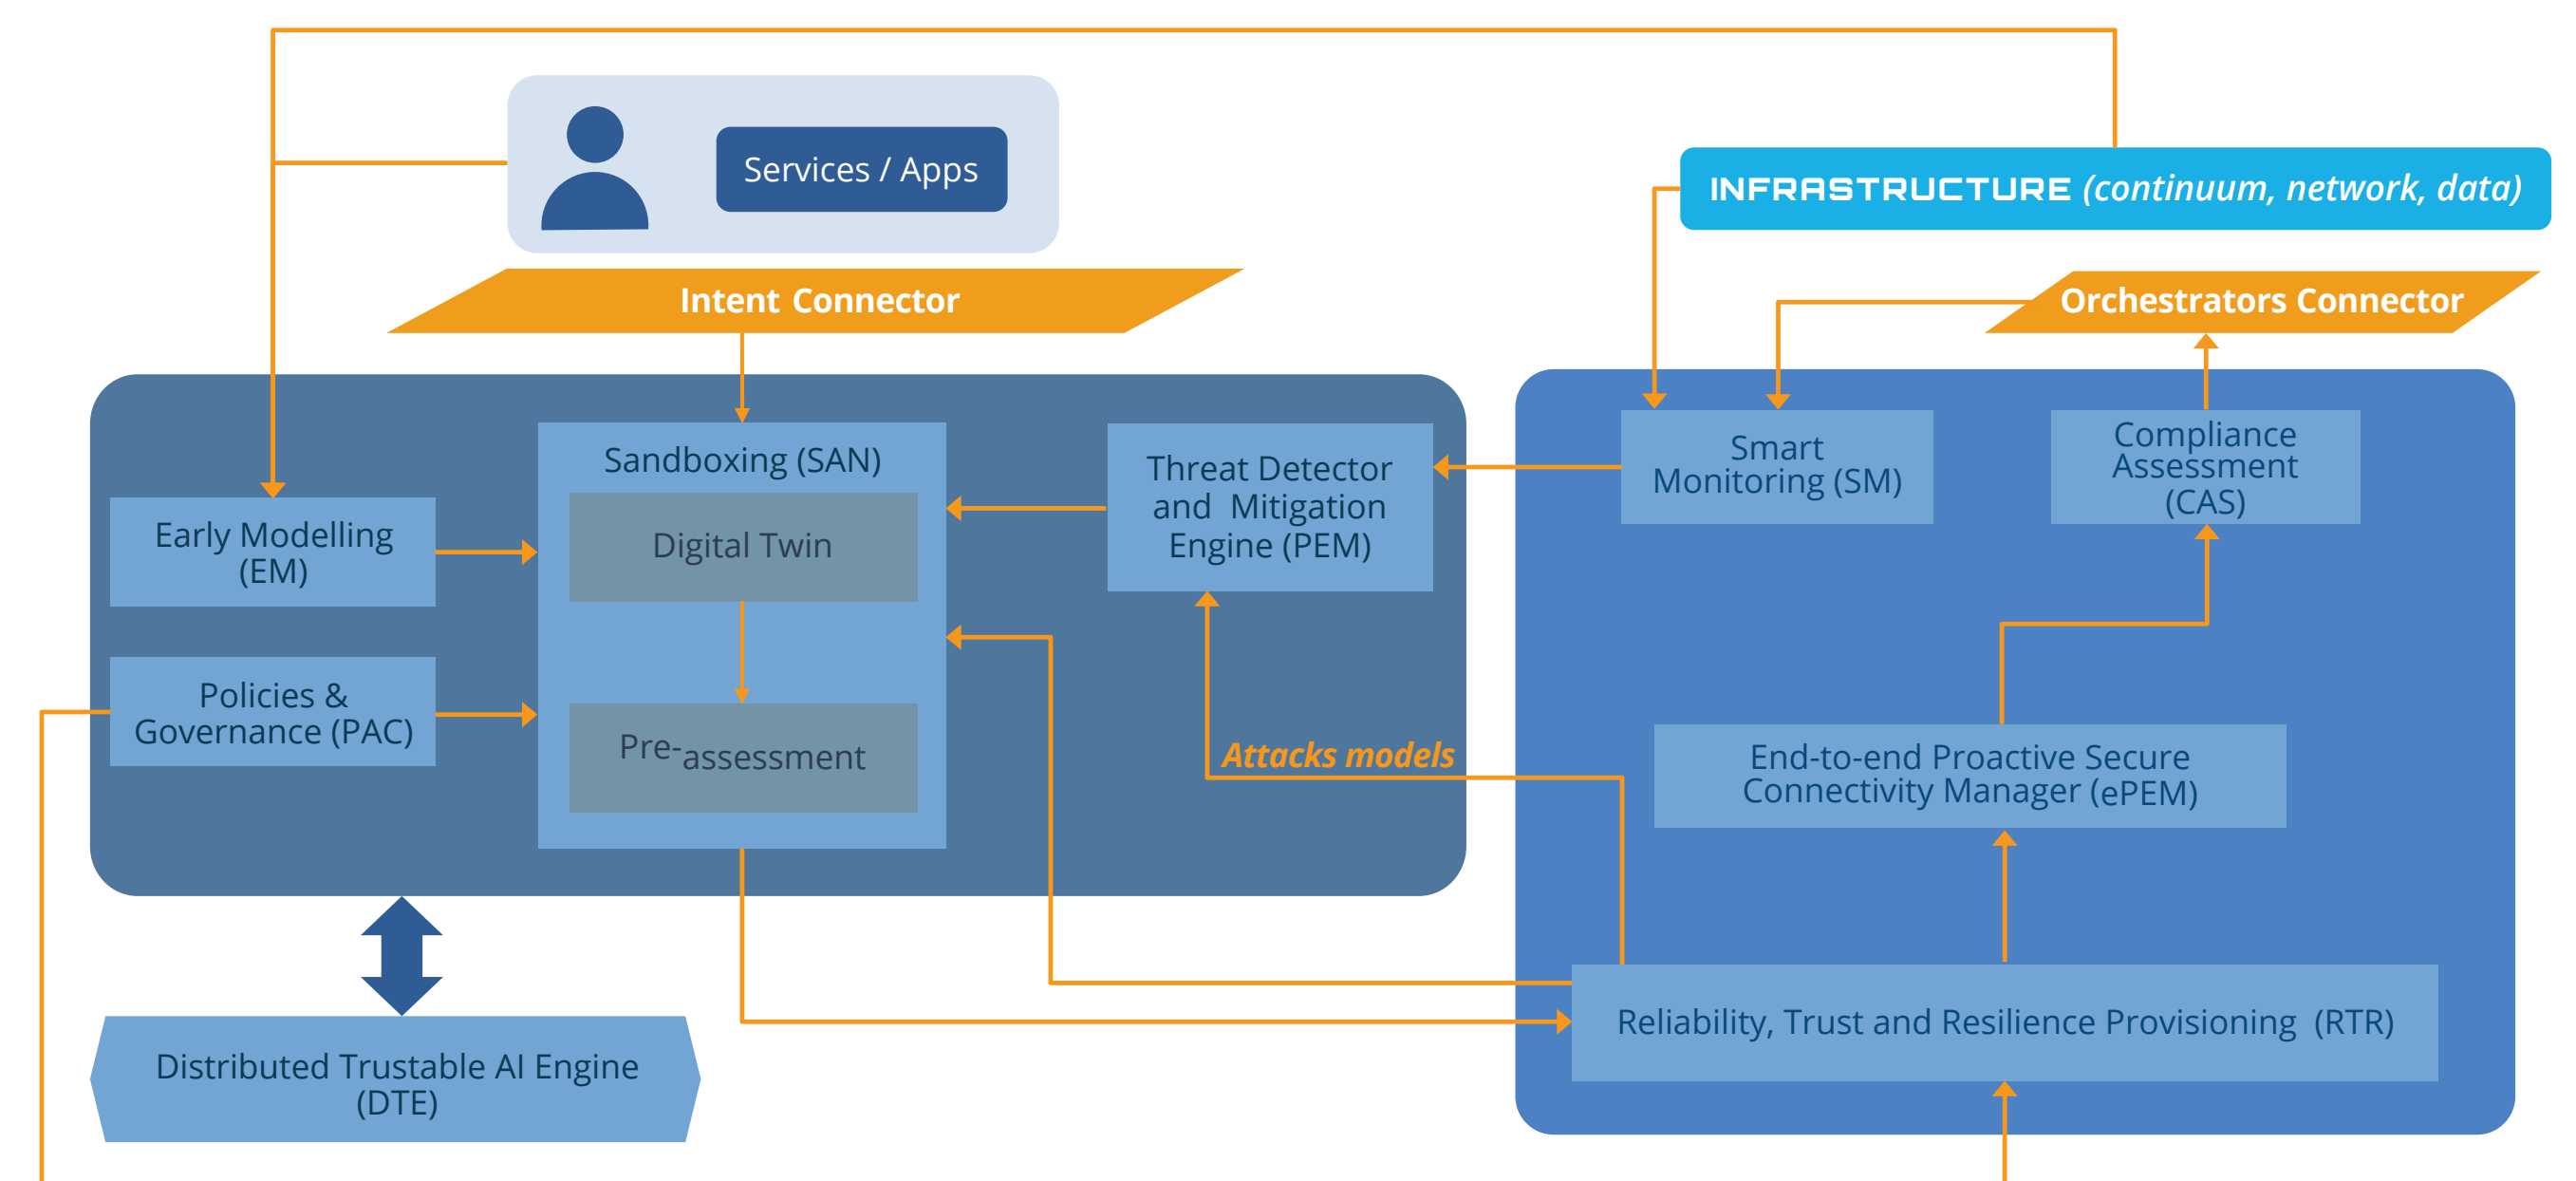 Services / Apps
INFRASTRUCTURE (continuum, network, data)
Intent Connector
Orchestrators Connector
Sandboxing (SAN)
Digital Twin
Pre-assessment
Early Modelling
(EM)
Policies &
Governance (PAC)
Threat Detector
and Mitigation
Engine (PEM)
Smart
Monitoring (SM)
Compliance
Assessment
(CAS)
Attacks models
End-to-end Proactive Secure
Connectivity Manager (ePEM)
Reliability, Trust and Resilience Provisioning (RTR)
Distributed Trustable AI Engine
(DTE)